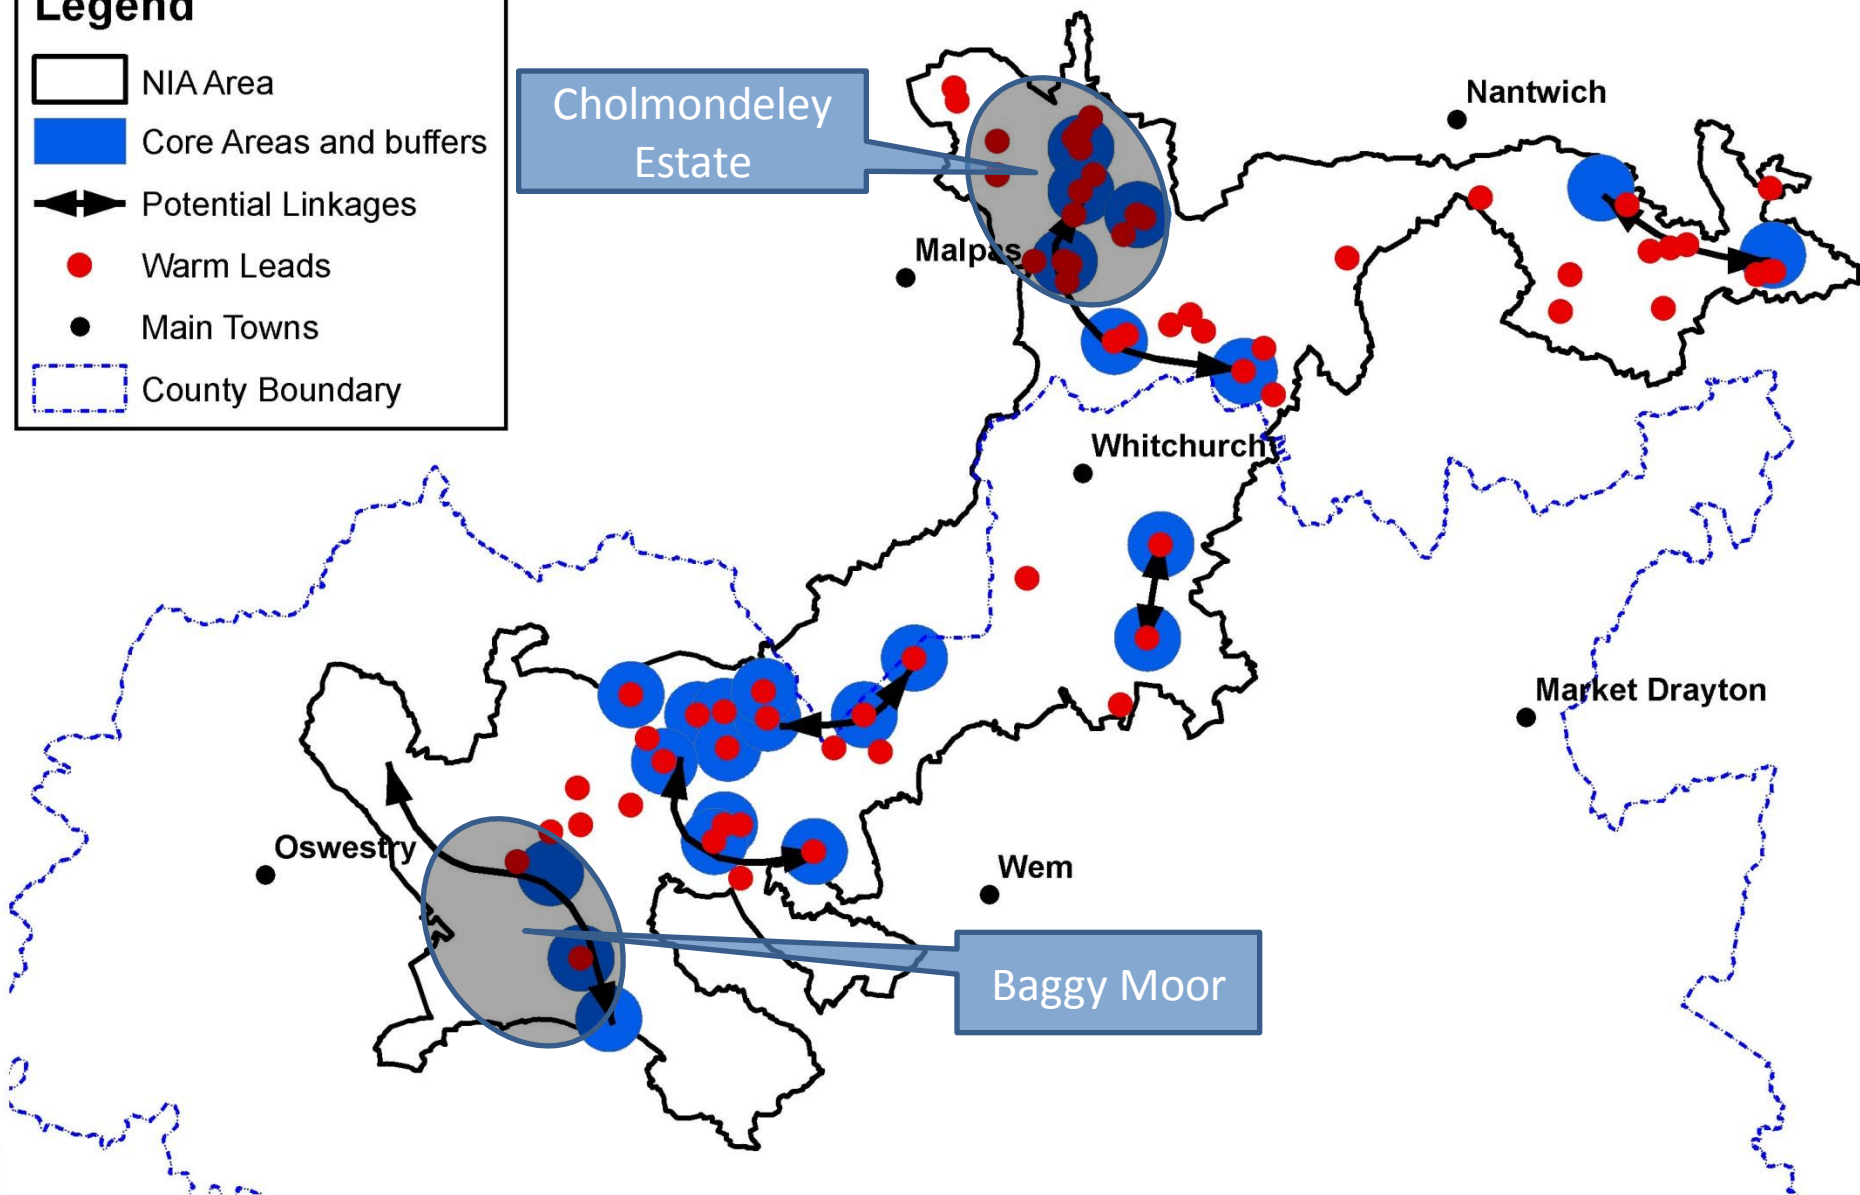 Legend
NIA Area
Core Areas and buffers
Potential Linkages
Warm Leads
Main Towns
County Boundary
Cholmondeley
Estate
Nantwich
Malpas
Whitchurch
Market Drayton
Oswestry
Wem
Baggy Moor